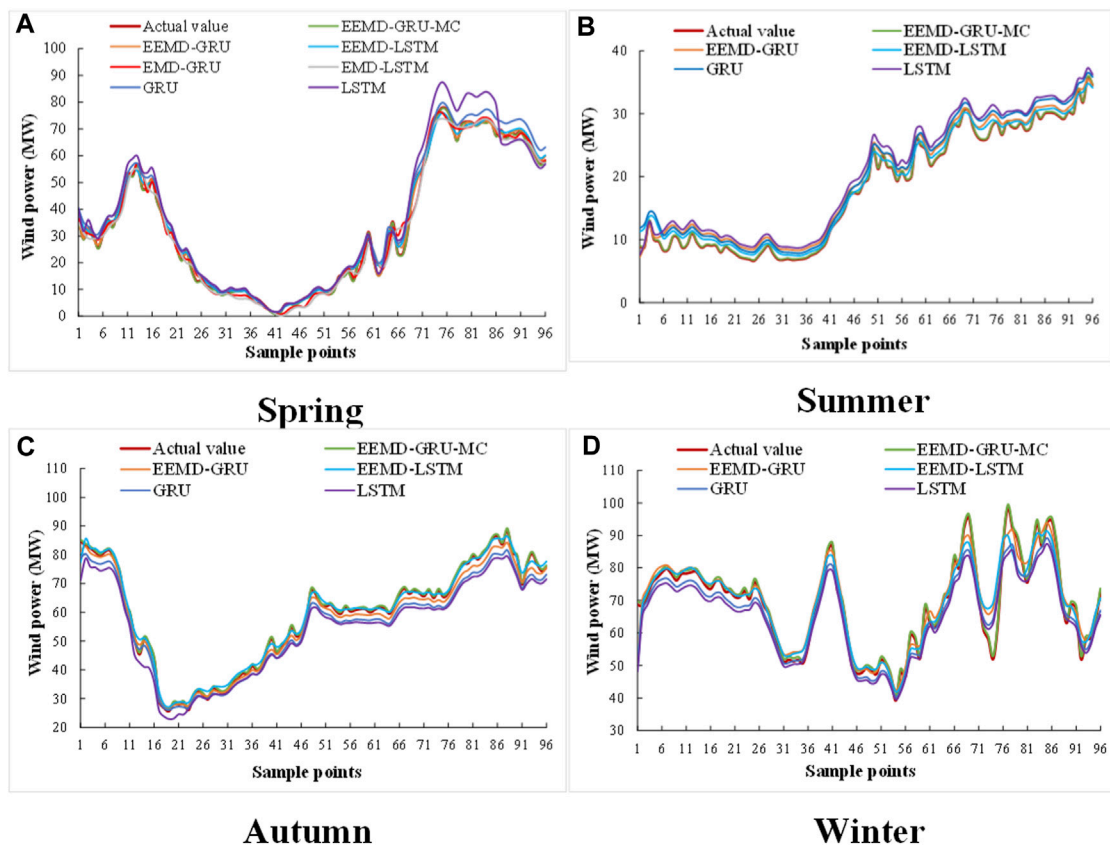 A
Actual value EEMD-GRU-MC
EEMD-GRU EEMD-LSTM
EMD-GRU EMD-LSTM
GRU LSTM
100
90
80
70
60
50
40
30
20
10
0
Wind power (MW)
1 6 11 16 21 26 31 36 41 46 51 56 61 66 71 76 81 86 91 96
Sample points
Spring
B
Actual value EEMD-GRU-MC
EEMD-GRU EEMD-LSTM
GRU LSTM
40
30
20
10
0
Wind power (MW)
1 6 11 16 21 26 31 36 41 46 51 56 61 66 71 76 81 86 91 96
Sample points
Summer
C
Actual value EEMD-GRU-MC
EEMD-GRU EEMD-LSTM
GRU LSTM
110
100
90
80
70
60
50
40
30
20
Wind power (MW)
1 6 11 16 21 26 31 36 41 46 51 56 61 66 71 76 81 86 91 96
Sample points
Autumn
D
Actual value EEMD-GRU-MC
EEMD-GRU EEMD-LSTM
GRU LSTM
110
100
90
80
70
60
50
40
30
Wind power (MW)
1 6 11 16 21 26 31 36 41 46 51 56 61 66 71 76 81 86 91 96
Sample points
Winter